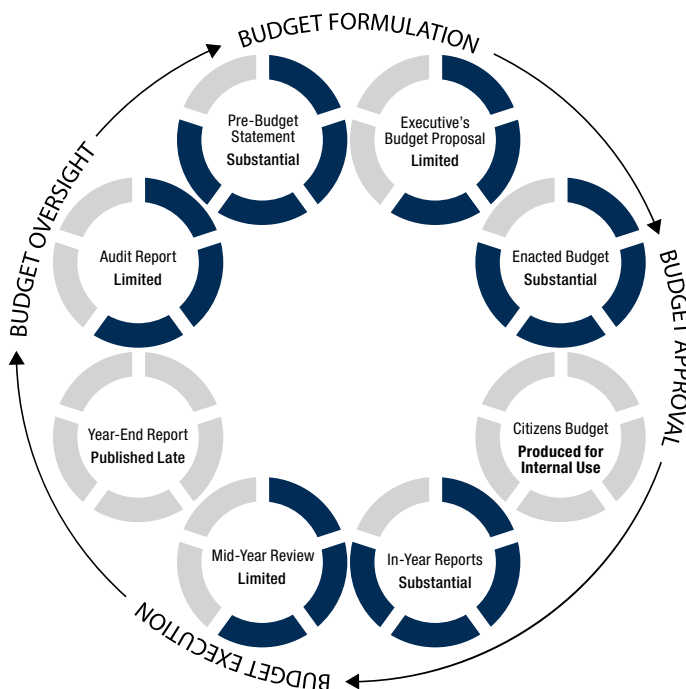 BUDGET FORMULATION
Pre-Budget
Statement
Substantial
Executive's
Budget Proposal
Limited
BUDGET APPROVAL
Enacted Budget
Substantial
Citizens Budget
Produced for
Internal Use
In-Year Reports
Substantial
BUDGET EXECUTION
Mid-Year Review
Limited
Year-End Report
Published Late
BUDGET OVERSIGHT
Audit Report
Limited